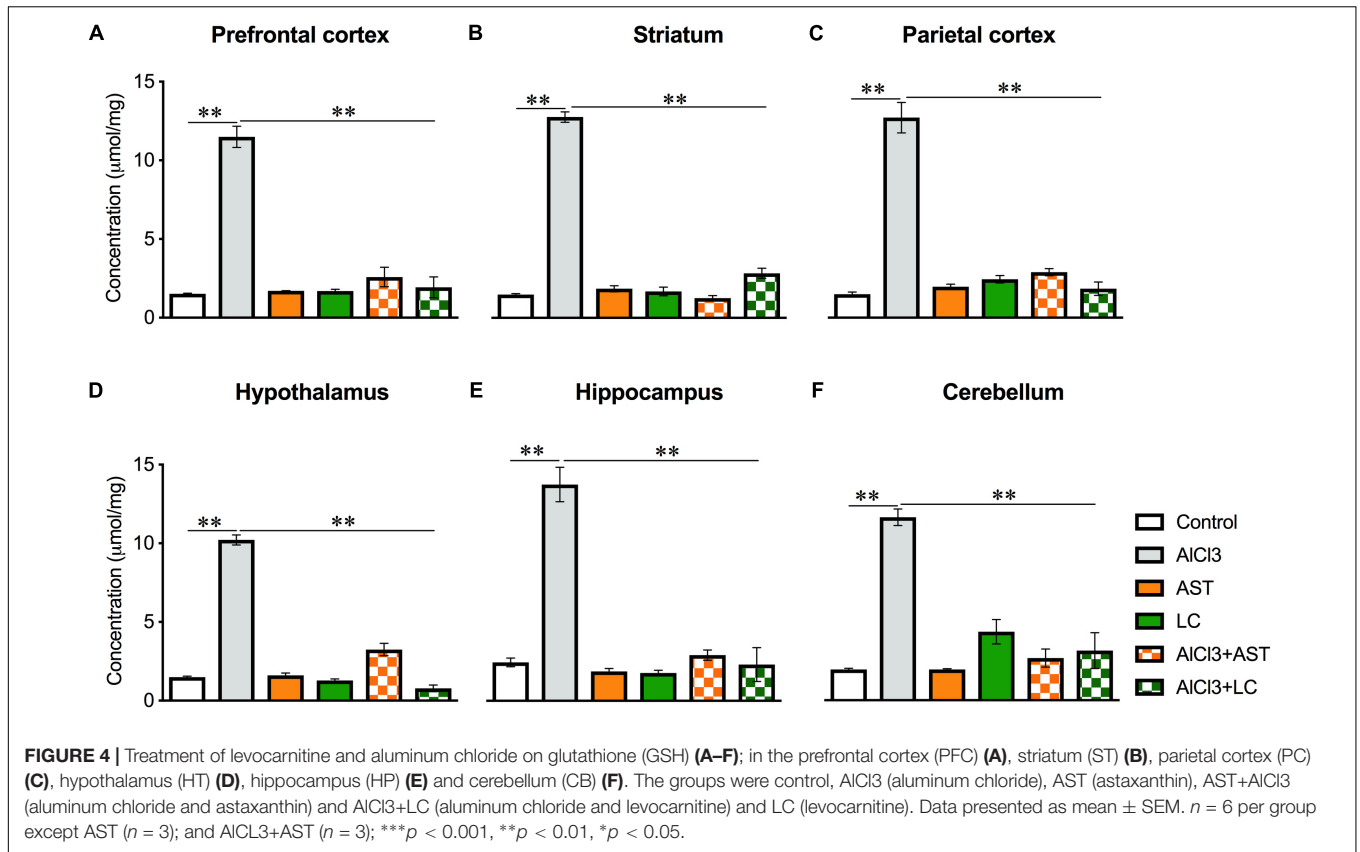 A Prefrontal cortex
B Striatum
C Parietal cortex
Concentration (μmol/mg)
15
10
5
0
** **
** **
** **
D Hypothalamus
E Hippocampus
F Cerebellum
Concentration (μmol/mg)
15
10
5
0
** **
** **
** **
Control
AlCl3
AST
LC
AlCl3+AST
AlCl3+LC
FIGURE 4 | Treatment of levocarnitine and aluminum chloride on glutathione (GSH) (A–F); in the prefrontal cortex (PFC) (A), striatum (ST) (B), parietal cortex (PC)
(C), hypothalamus (HT) (D), hippocampus (HP) (E) and cerebellum (CB) (F). The groups were control, AlCl3 (aluminum chloride), AST (astaxanthin), AST+AlCl3
(aluminum chloride and astaxanthin) and AlCl3+LC (aluminum chloride and levocarnitine) and LC (levocarnitine). Data presented as mean ± SEM. n = 6 per group
except AST (n = 3); and AlCL3+AST (n = 3); ***p < 0.001, **p < 0.01, *p < 0.05.